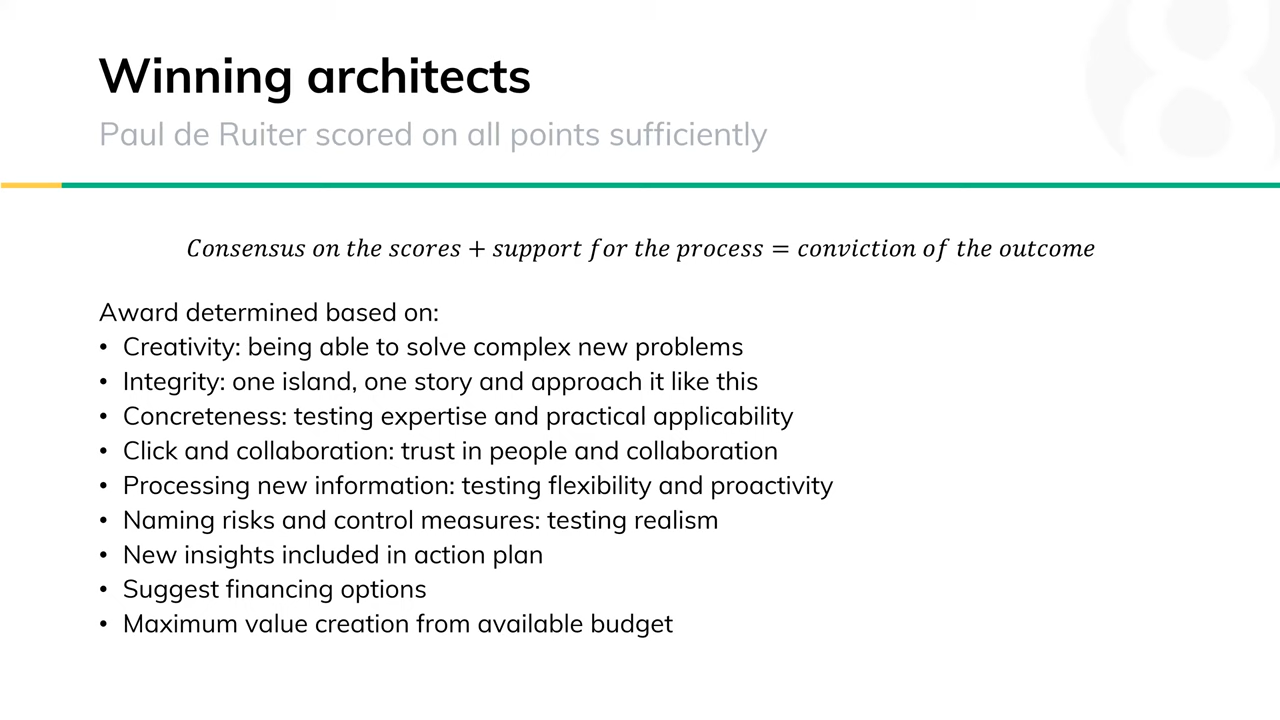 Winning architects
Paul de Ruiter scored on all points sufficiently
Consensus on the scores + support for the process = conviction of the outcome
Award determined based on:
• Creativity: being able to solve complex new problems
• Integrity: one island, one story and approach it like this
• Concreteness: testing expertise and practical applicability
• Click and collaboration: trust in people and collaboration
• Processing new information: testing flexibility and proactivity
• Naming risks and control measures: testing realism
• New insights included in action plan
• Suggest financing options
• Maximum value creation from available budget